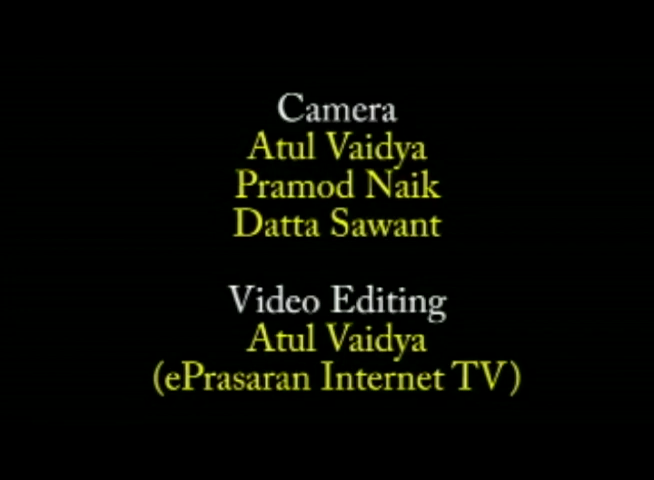 Camera
Atul Vaidya
Pramod Naik
Datta Sawant
Video Editing
Atul Vaidya
(ePrasaran Internet TV)